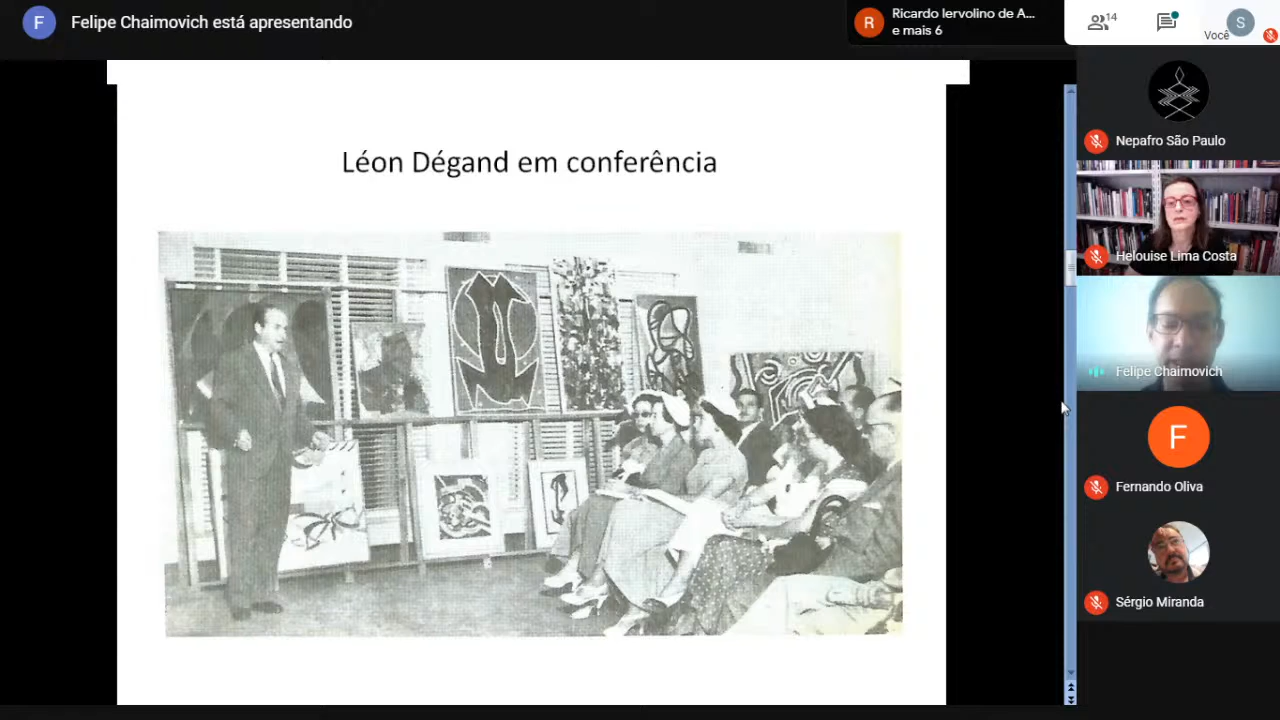 F
Felipe Chaimovich está apresentando
R
Ricardo Iervolino de A...
e mais 6
14
S
Você
Nepafro São Paulo
Helouise Lima Costa
Felipe Chaimovich
F
Fernando Oliva
Sérgio Miranda
Léon Dégand em conferência